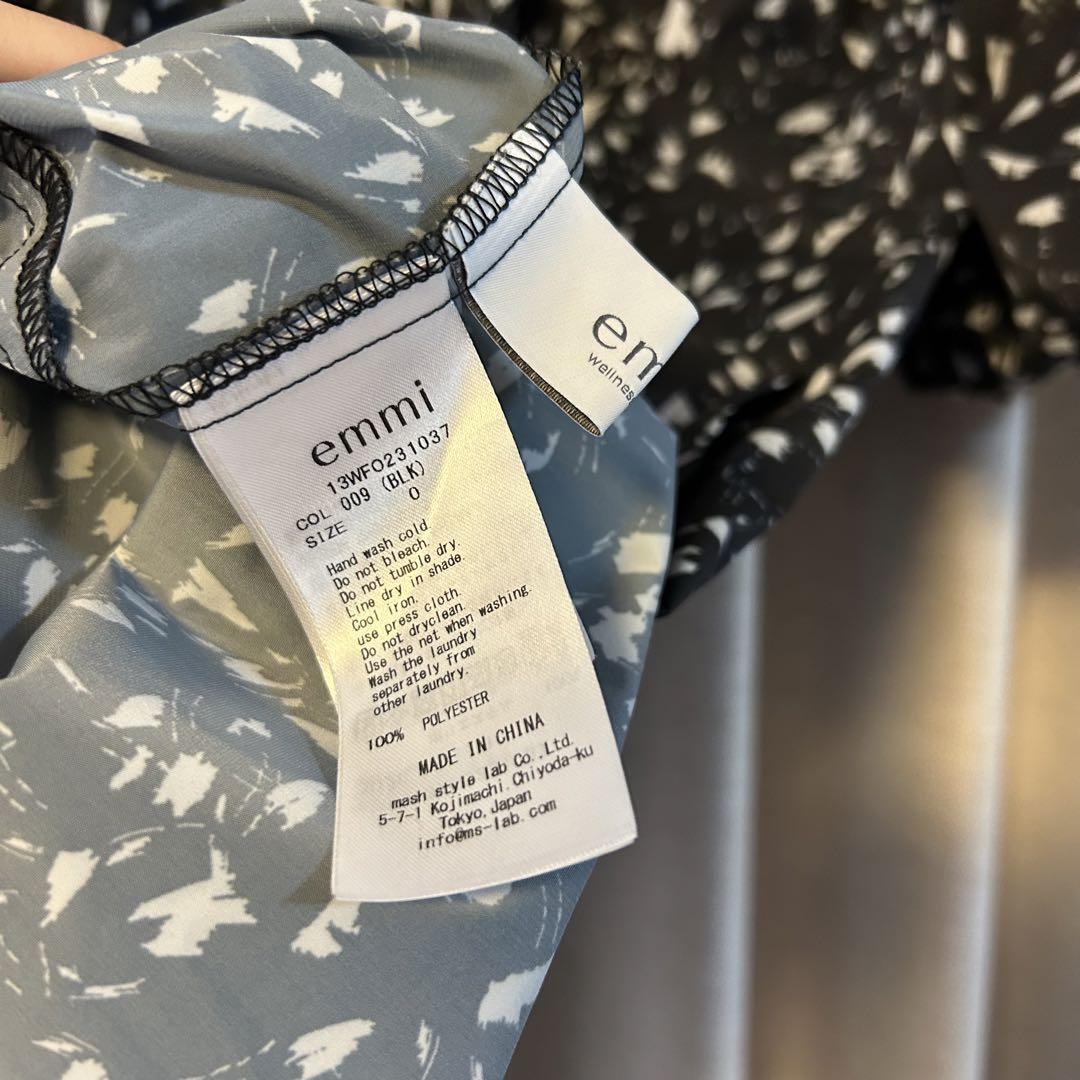 emmi
13WFO231037
COL 009 (BLK)
SIZE 0
Hand wash cold.
Do not bleach.
Do not tumble dry.
Line dry in shade.
Cool iron.
use press cloth.
Do not dryclean.
Use the net when washing.
Wash the laundry
separately from
other laundry.
100% POLYESTER
MADE IN CHINA
mash style lab Co.,Ltd.
5-7-1 Kojimachi.Chiyoda-ku
Tokyo,Japan
info@ms-lab.com
em
wellnes